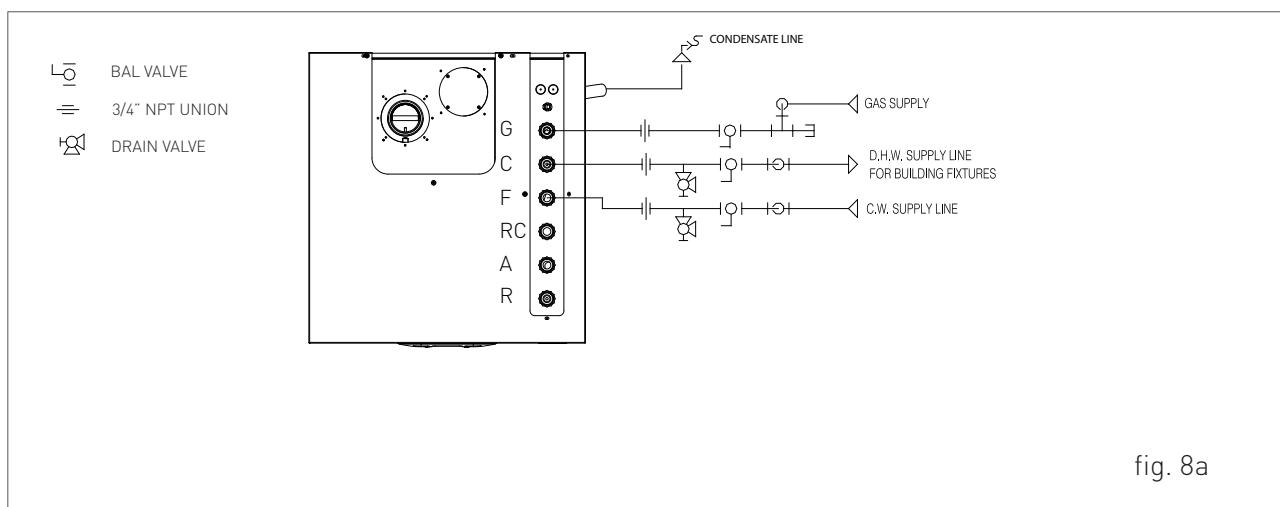 BAL VALVE
3/4" NPT UNION
DRAIN VALVE
CONDENSATE LINE
GAS SUPPLY
D.H.W. SUPPLY LINE
FOR BUILDING FIXTURES
C.W. SUPPLY LINE
G
C
F
RC
A
R
fig. 8a